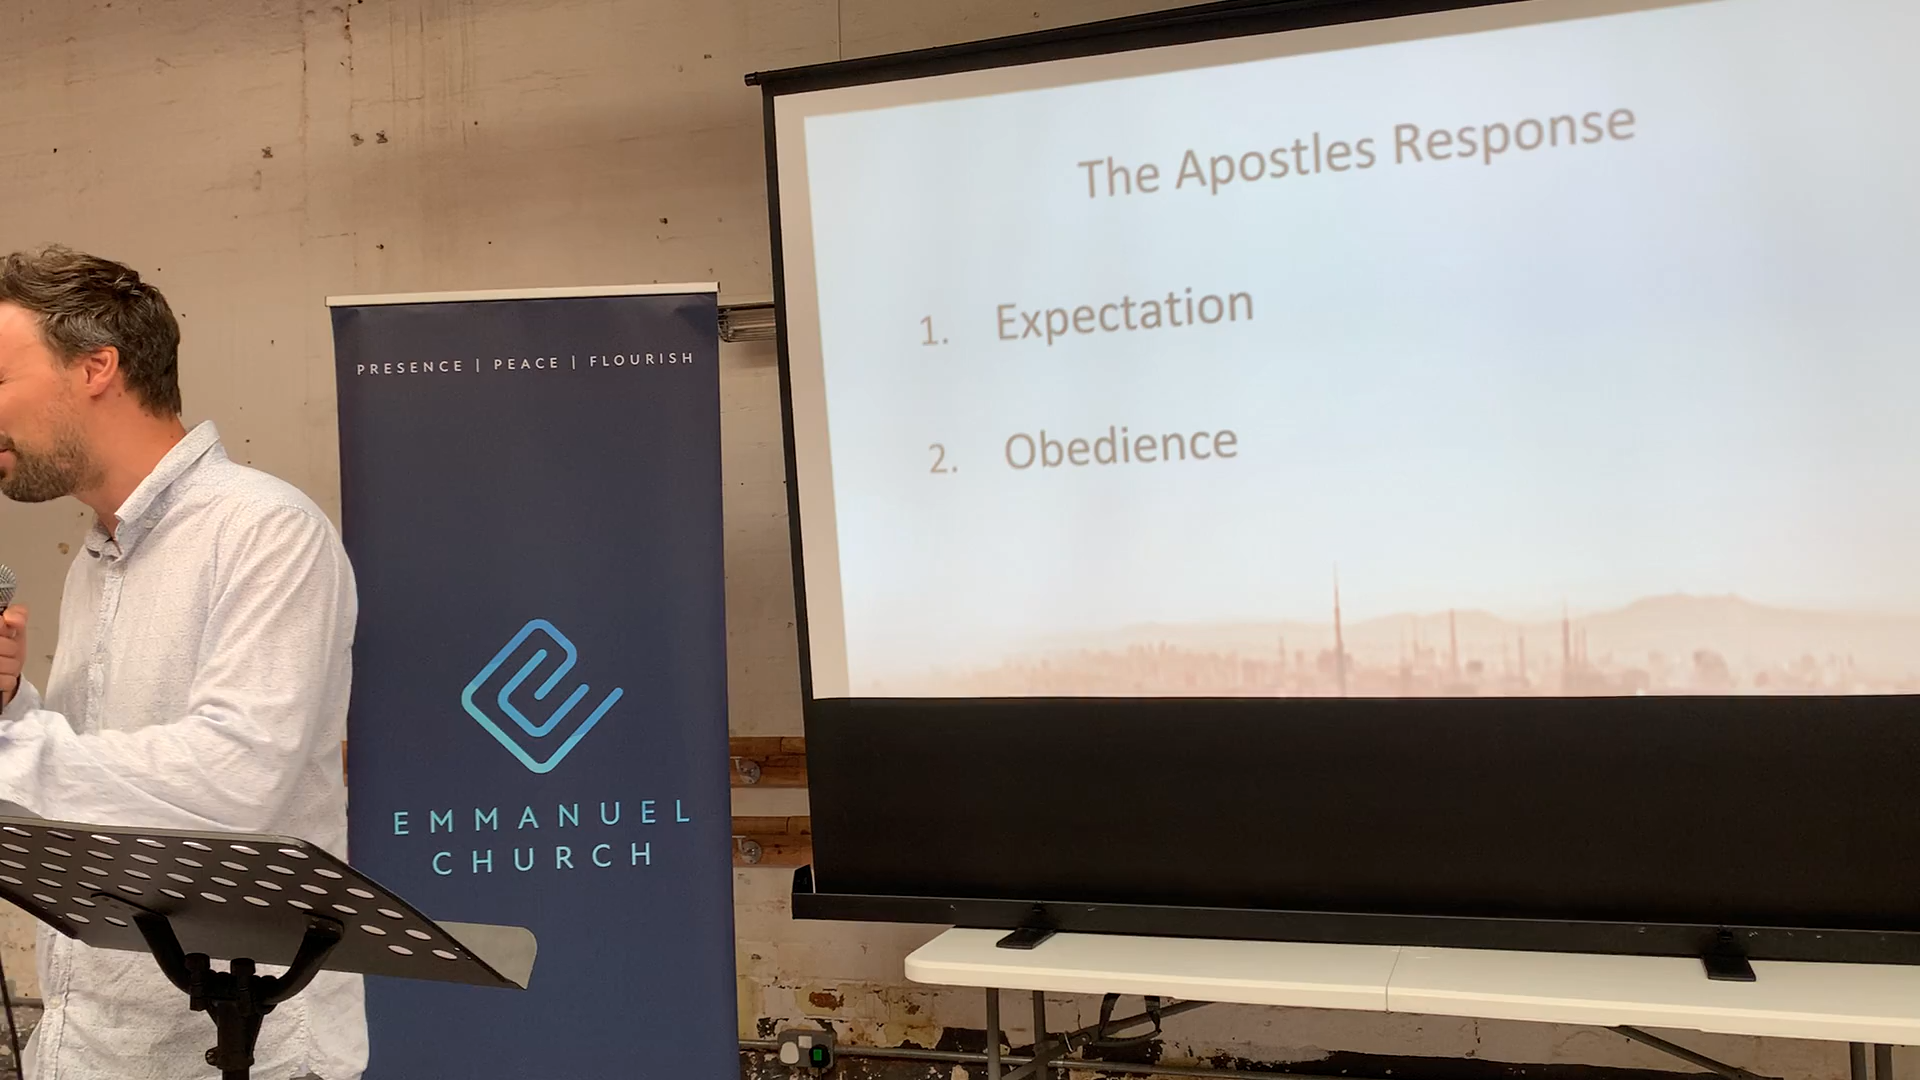 PRESENCE | PEACE | FLOURISH
EMMANUEL
CHURCH
The Apostles Response
1. Expectation
2. Obedience